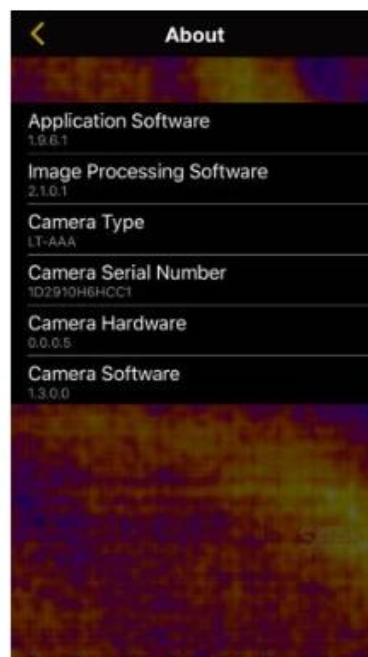 About
Application Software
1.9.6.1
Image Processing Software
2.1.0.1
Camera Type
LT-AAA
Camera Serial Number
1D2910H6HCC1
Camera Hardware
0.0.0.5
Camera Software
1.3.0.0